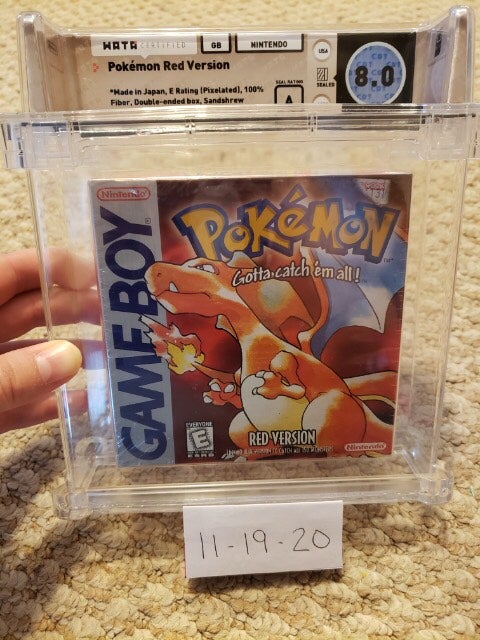 WATA CERTIFIED
GB
NINTENDO
USA
Pokémon Red Version
*Made in Japan, E Rating (Pixelated), 100%
Fiber, Double-ended box, Sandshrew
SEAL RATING
A
SEALED
8.0
Nintendo
GAME BOY
POKéMON
Gotta catch 'em all!
EVERYONE
E
RED VERSION
Nintendo
11-19-20